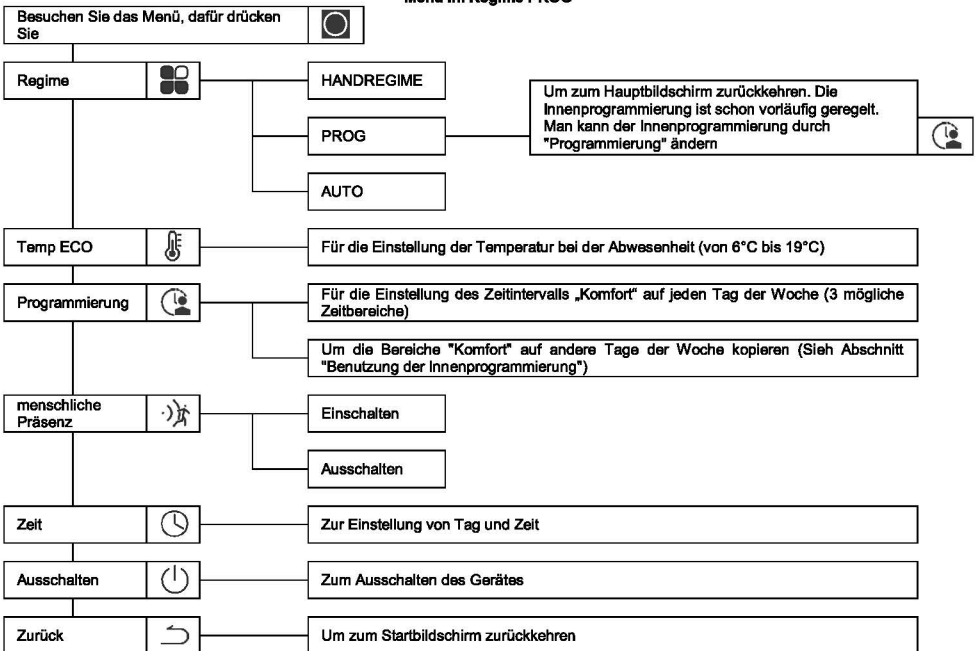 Menü im Regime PROG
Besuchen Sie das Menü, dafür drücken
Sie
Regime
HANDREGIME
PROG
Um zum Hauptbildschirm zurückkehren. Die
Innenprogrammierung ist schon vorläufig geregelt.
Man kann der Innenprogrammierung durch
"Programmierung" ändern
AUTO
Temp ECO
Für die Einstellung der Temperatur bei der Abwesenheit (von 6°C bis 19°C)
Programmierung
Für die Einstellung des Zeitintervalls „Komfort“ auf jeden Tag der Woche (3 mögliche
Zeitbereiche)
Um die Bereiche "Komfort" auf andere Tage der Woche kopieren (Sieh Abschnitt
"Benutzung der Innenprogrammierung")
menschliche
Präsenz
Einschalten
Ausschalten
Zeit
Zur Einstellung von Tag und Zeit
Ausschalten
Zum Ausschalten des Gerätes
Zurück
Um zum Startbildschirm zurückkehren